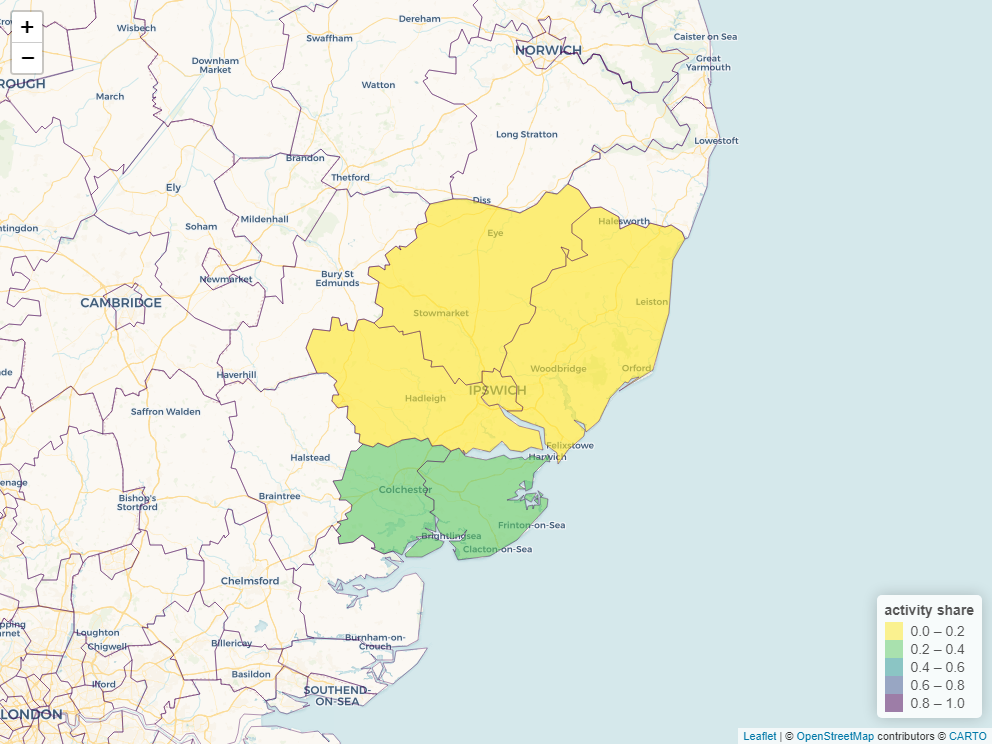 +
−
Wisbech
Dereham
Swaffham
NORWICH
Caister on Sea
Great
Yarmouth
Downham
Market
ROUGH
March
Watton
Long Stratton
Lowestoft
Brandon
Thetford
Ely
Diss
Mildenhall
Halesworth
ntingdon
Soham
Eye
Newmarket
Bury St
Edmunds
CAMBRIDGE
Leiston
Stowmarket
de
Haverhill
Woodbridge
Orford
IPSWICH
Hadleigh
Saffron Walden
Felixstowe
Harwich
Halstead
enage
Colchester
Bishop's
Stortford
Braintree
Frinton-on-Sea
Brightlingsea
Clacton-on-Sea
Chelmsford
pping
rnet
Loughton
Chigwell
Billericay
Burnham-on-
Crouch
Basildon
Ilford
SOUTHEND-
ON-SEA
LONDON
activity share
0.0 – 0.2
0.2 – 0.4
0.4 – 0.6
0.6 – 0.8
0.8 – 1.0
Leaflet | © OpenStreetMap contributors © CARTO